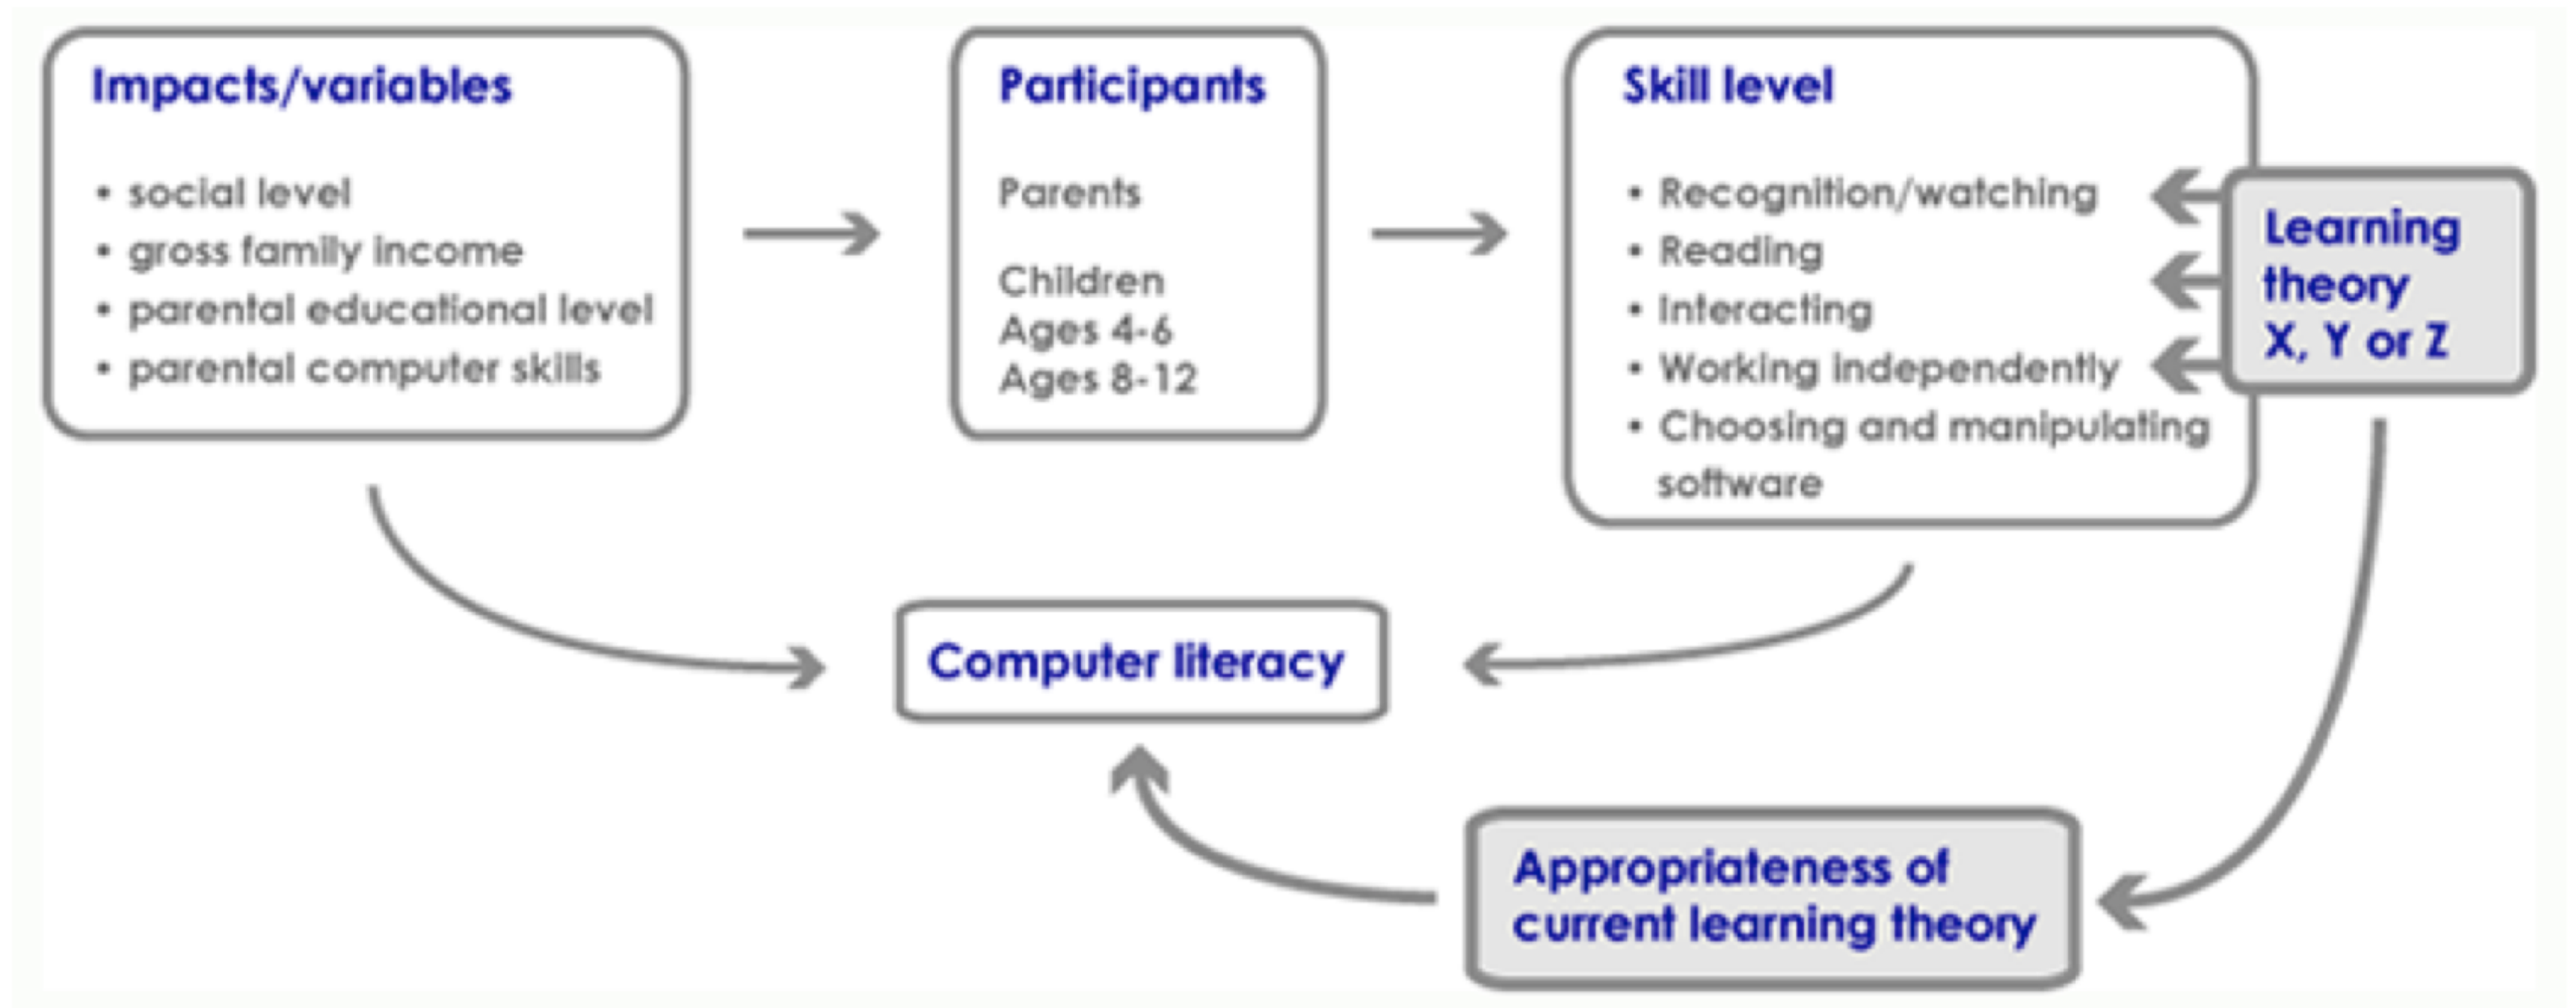 Impacts/variables
• social level
• gross family income
• parental educational level
• parental computer skills
Participants
Parents
Children
Ages 4-6
Ages 8-12
Skill level
• Recognition/watching
• Reading
• Interacting
• Working independently
• Choosing and manipulating
software
Learning
theory
X, Y or Z
Computer literacy
Appropriateness of
current learning theory